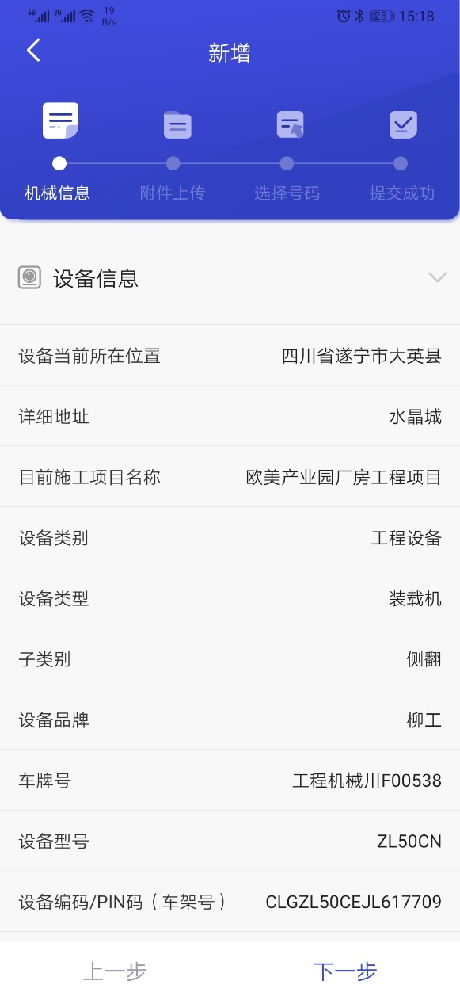 4G 2G 19 B/s 28 15:18
新增
机械信息 附件上传 选择号码 提交成功
设备信息
设备当前所在位置 四川省遂宁市大英县
详细地址 水晶城
目前施工项目名称 欧美产业园厂房工程项目
设备类别 工程设备
设备类型 装载机
子类别 侧翻
设备品牌 柳工
车牌号 工程机械川F00538
设备型号 ZL50CN
设备编码/PIN码（车架号） CLGZL50CEJL617709
上一步 下一步